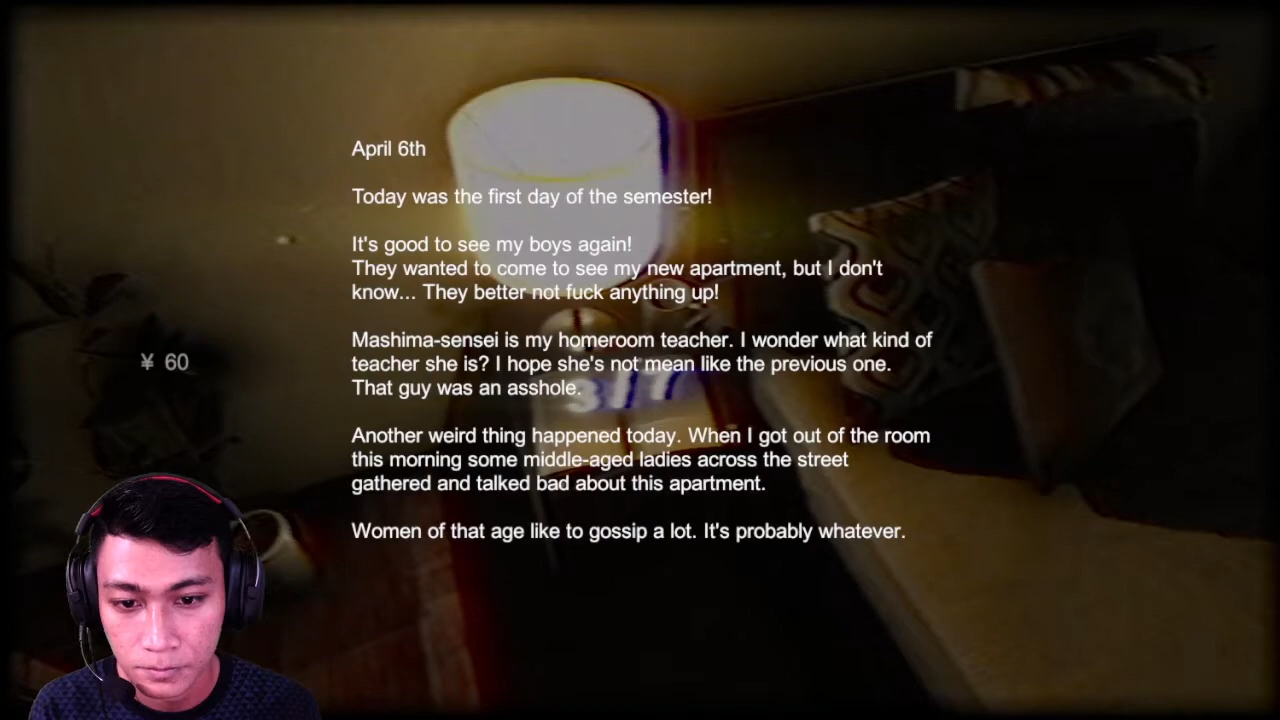 April 6th
Today was the first day of the semester!
It's good to see my boys again!
They wanted to come to see my new apartment, but I don't
know... They better not fuck anything up!
Mashima-sensei is my homeroom teacher. I wonder what kind of
teacher she is? I hope she's not mean like the previous one.
That guy was an asshole.
Another weird thing happened today. When I got out of the room
this morning some middle-aged ladies across the street
gathered and talked bad about this apartment.
Women of that age like to gossip a lot. It's probably whatever.
¥ 60
3/7